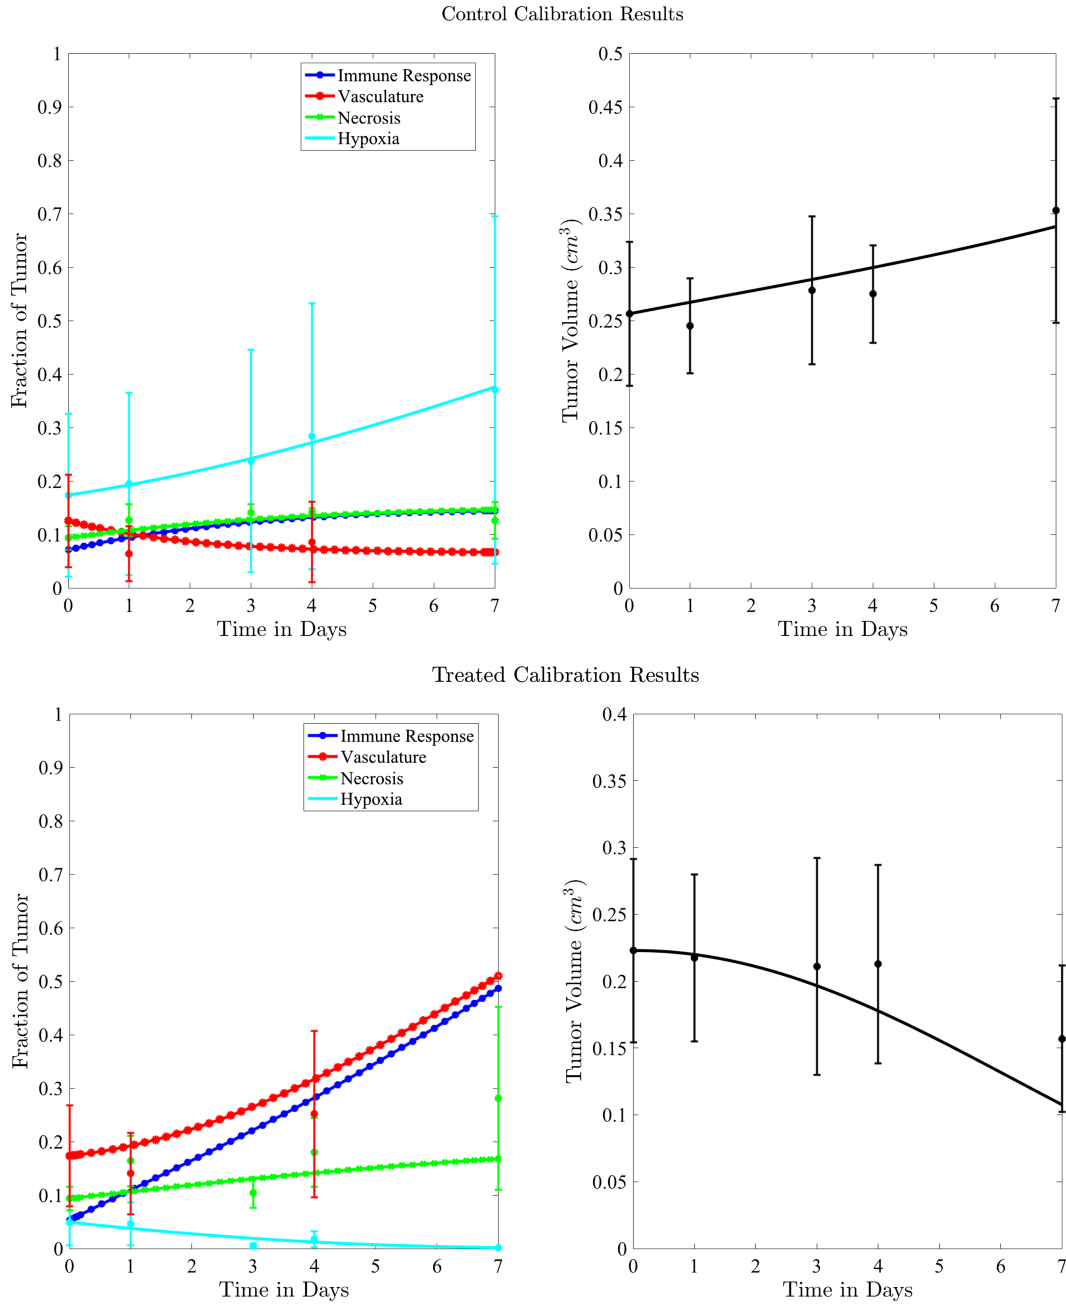 Control Calibration Results
1
0.9
0.8
0.7
0.6
0.5
0.4
0.3
0.2
0.1
0
Fraction of Tumor
Immune Response
Vasculature
Necrosis
Hypoxia
0 1 2 3 4 5 6 7
Time in Days
0.5
0.45
0.4
0.35
0.3
0.25
0.2
0.15
0.1
0.05
0
Tumor Volume (cm³)
0 1 2 3 4 5 6 7
Time in Days
Treated Calibration Results
1
0.9
0.8
0.7
0.6
0.5
0.4
0.3
0.2
0.1
0
Fraction of Tumor
Immune Response
Vasculature
Necrosis
Hypoxia
0 1 2 3 4 5 6 7
Time in Days
0.4
0.35
0.3
0.25
0.2
0.15
0.1
0.05
0
Tumor Volume (cm³)
0 1 2 3 4 5 6 7
Time in Days